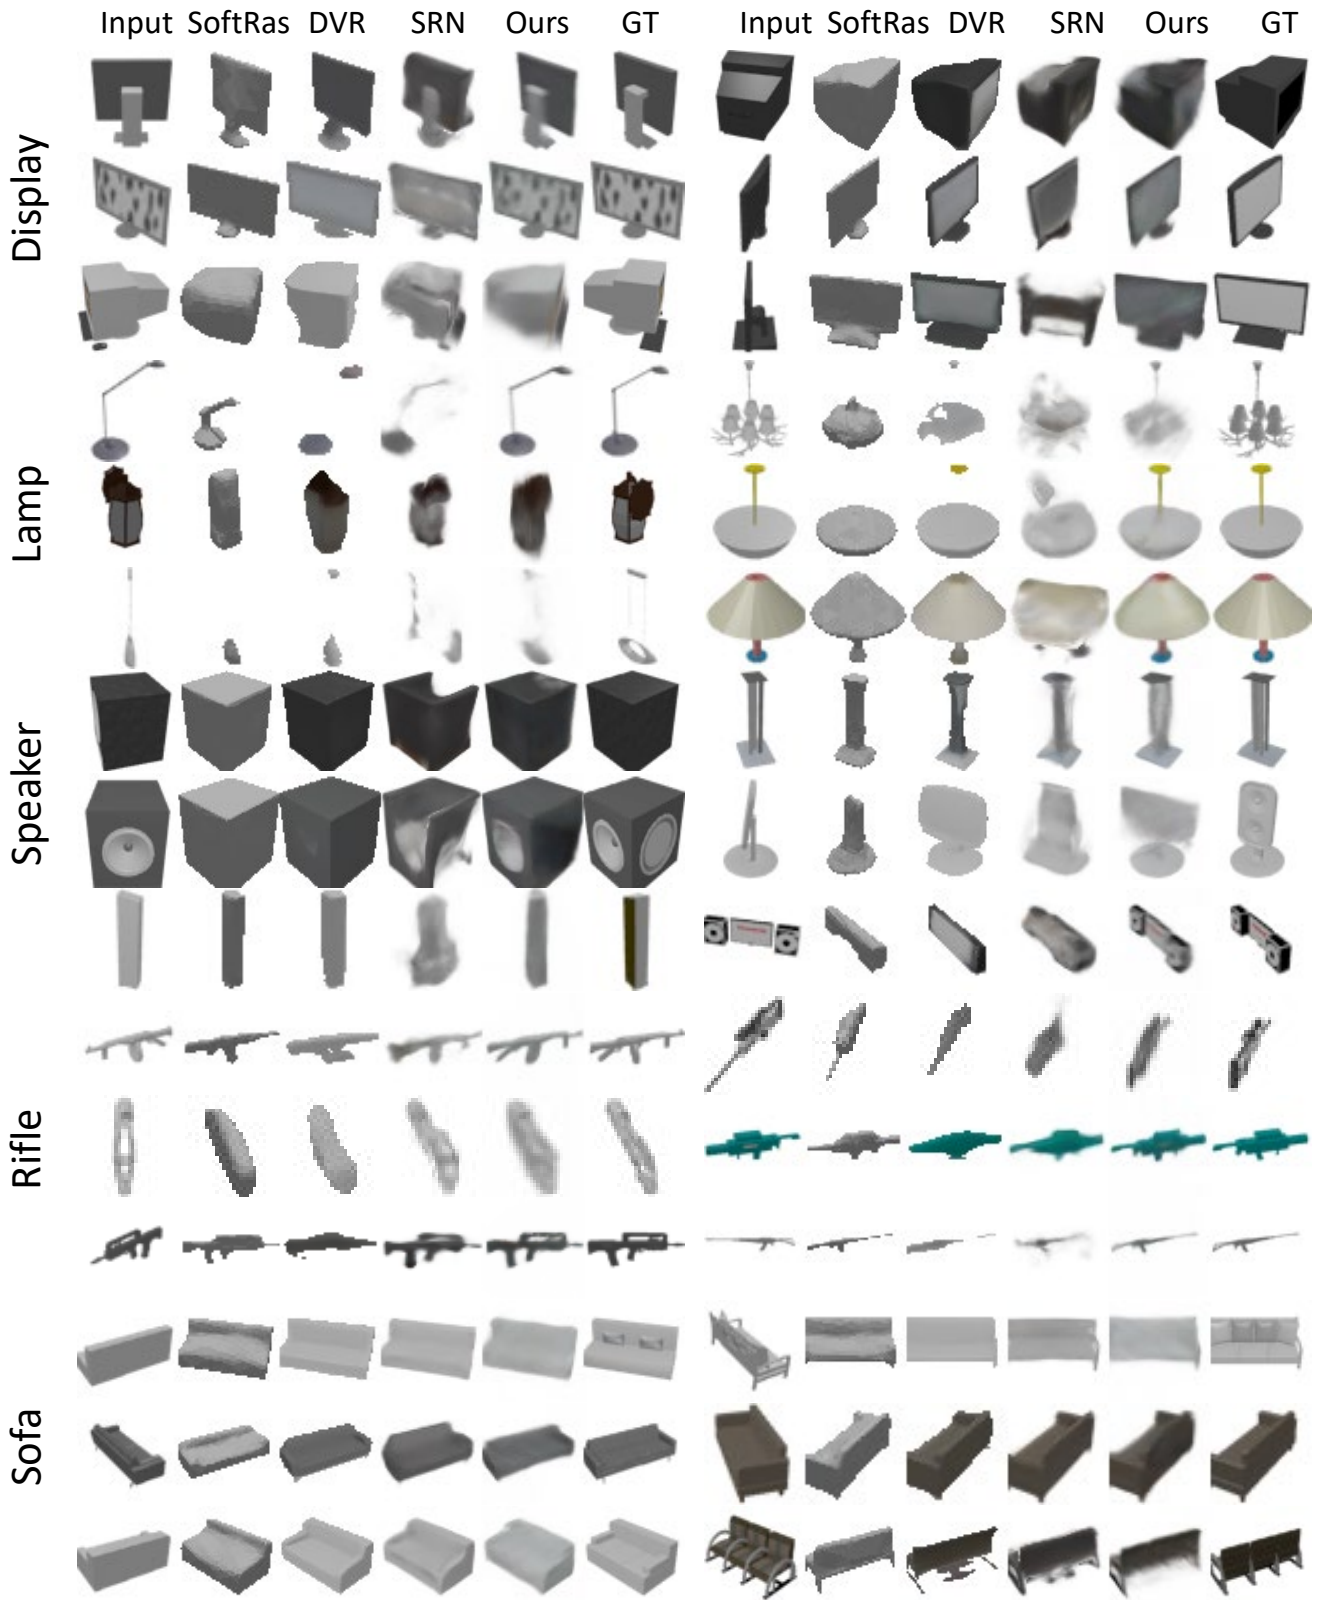 Input SoftRas DVR SRN Ours GT Input SoftRas DVR SRN Ours GT
Display
Lamp
Speaker
Rifle
Sofa